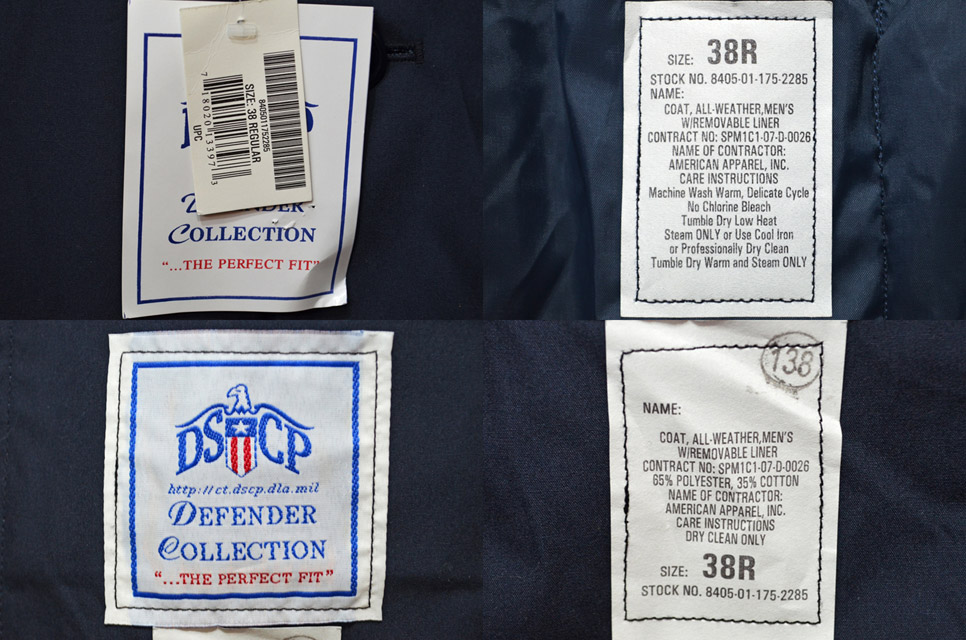 8405011752285
SIZE: 38 REGULAR
7 18020 13397 3
UPC
DEFENDER
COLLECTION
"...THE PERFECT FIT"
SIZE: 38R
STOCK NO. 8405-01-175-2285
NAME:
COAT, ALL-WEATHER,MEN'S
W/REMOVABLE LINER
CONTRACT NO: SPM1C1-07-D-0026
NAME OF CONTRACTOR:
AMERICAN APPAREL, INC.
CARE INSTRUCTIONS
Machine Wash Warm, Delicate Cycle
No Chlorine Bleach
Tumble Dry Low Heat
Steam ONLY or Use Cool Iron
or Professionally Dry Clean
Tumble Dry Warm and Steam ONLY
DSCP
http://ct.dscp.dla.mil
DEFENDER
COLLECTION
"...THE PERFECT FIT"
138
NAME:
COAT, ALL-WEATHER,MEN'S
W/REMOVABLE LINER
CONTRACT NO: SPM1C1-07-D-0026
65% POLYESTER, 35% COTTON
NAME OF CONTRACTOR:
AMERICAN APPAREL, INC.
CARE INSTRUCTIONS
DRY CLEAN ONLY
SIZE: 38R
STOCK NO. 8405-01-175-2285